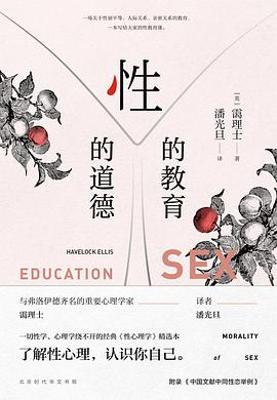 一场关于性别平等、人际关系、亲密关系的教育，
一本写给大家的性教育课。
性
的教育
的道德
[英] 霭理士 著
潘光旦 译
HAVELOCK ELLIS
EDUCATION
SEX
与弗洛伊德齐名的重要心理学家
霭理士
译者
潘光旦
一切性学、心理学绕不开的经典《性心理学》精选本
MORALITY
了解性心理，认识你自己。
of SEX
北京时代华文书局
附录《中国文献中同性恋举例》